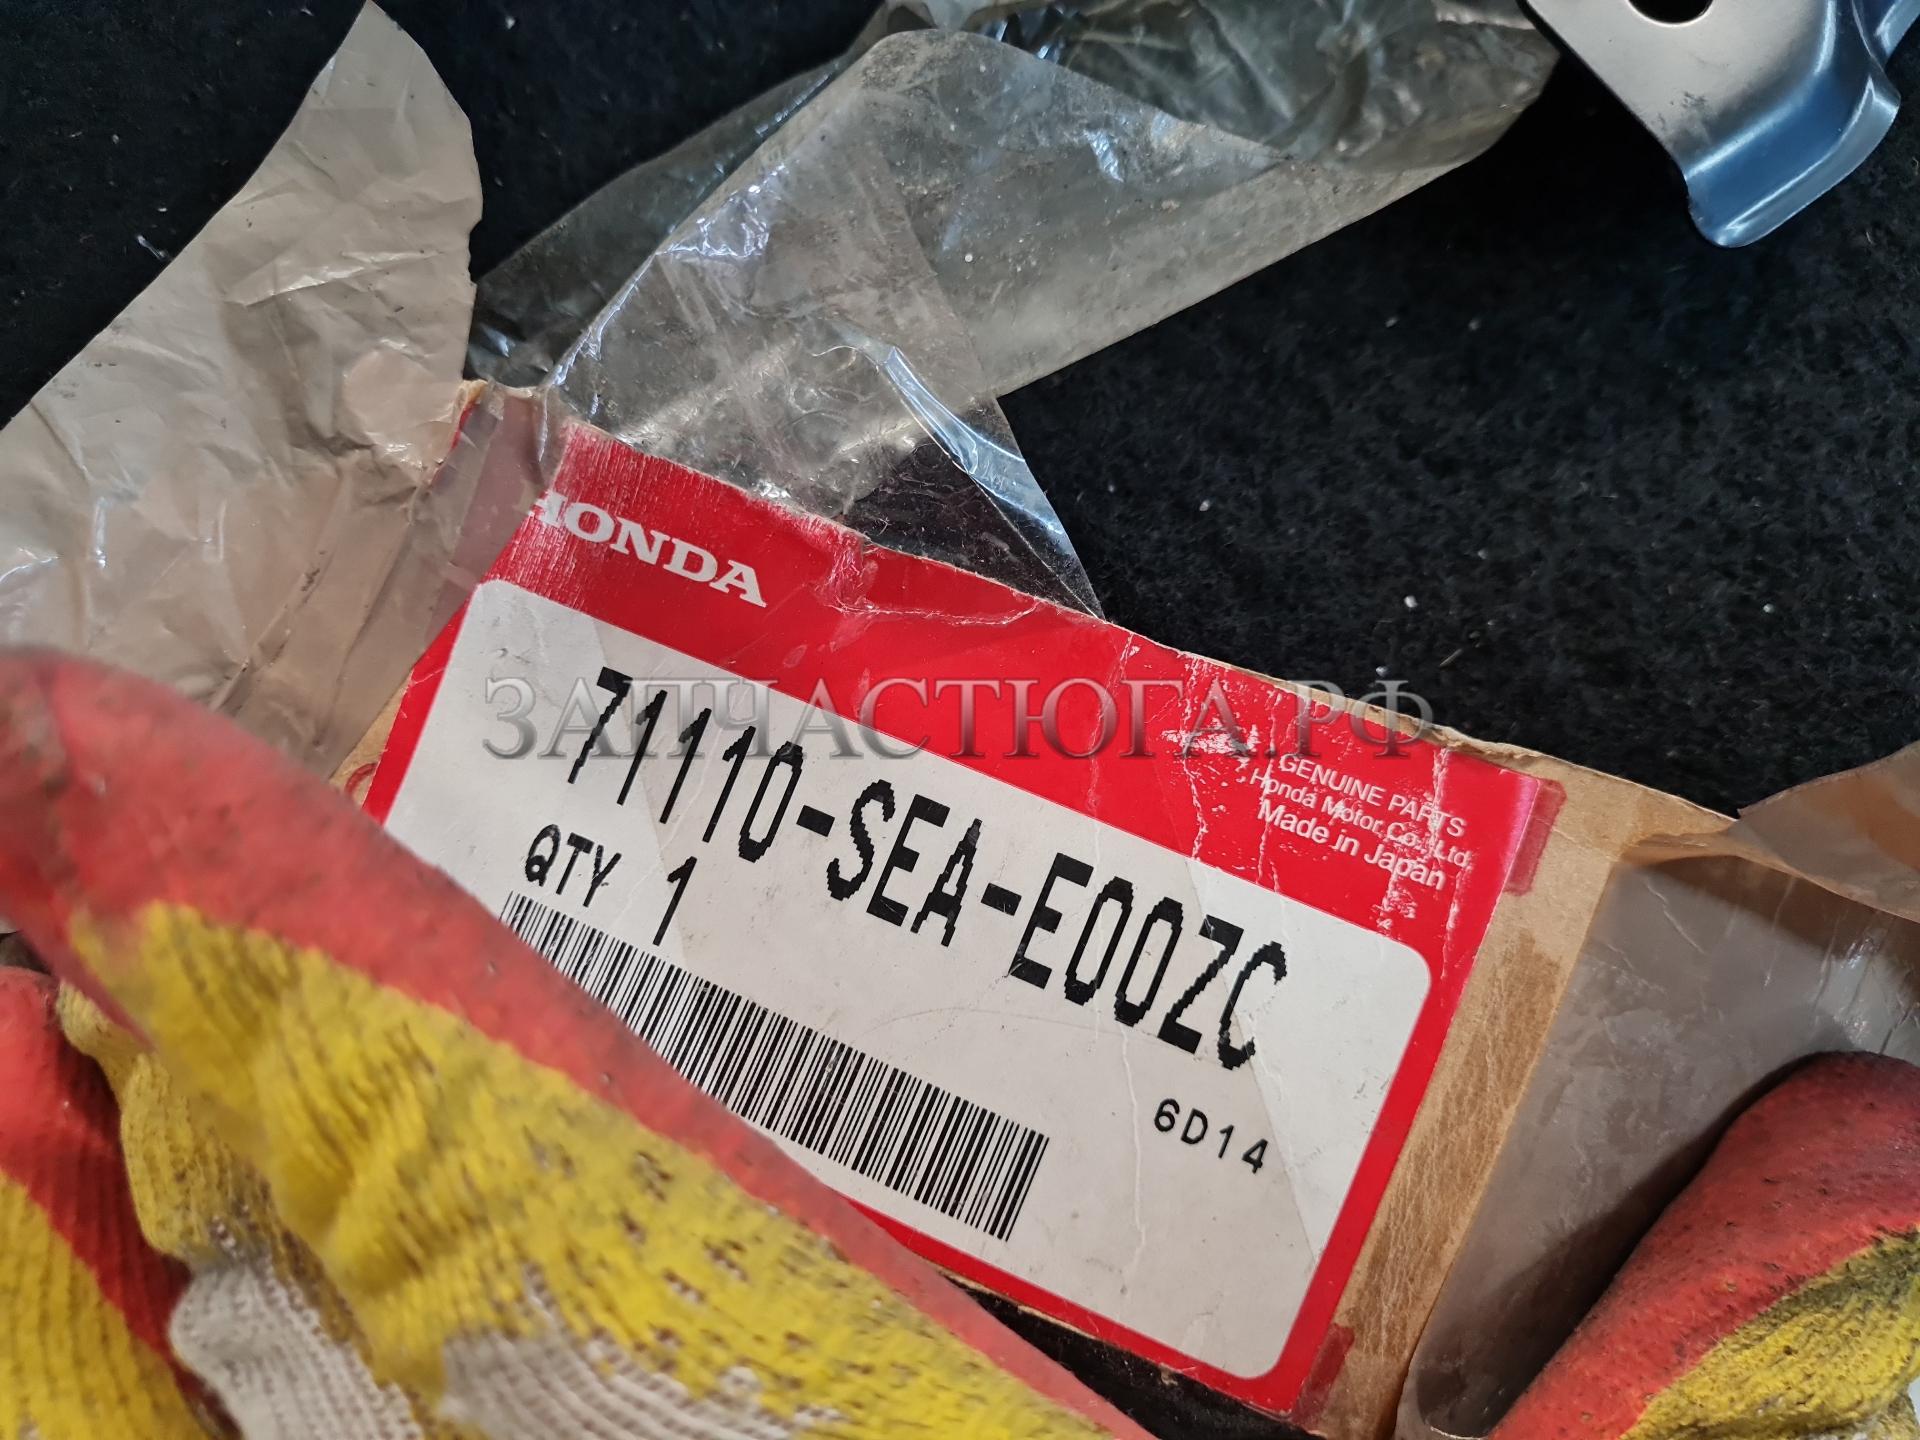 HONDA
ЗАПЧАСТЮГА.РФ
GENUINE PARTS
Honda Motor Co., Ltd.
Made in Japan
71110-SEA-E00ZC
QTY 1
6D14